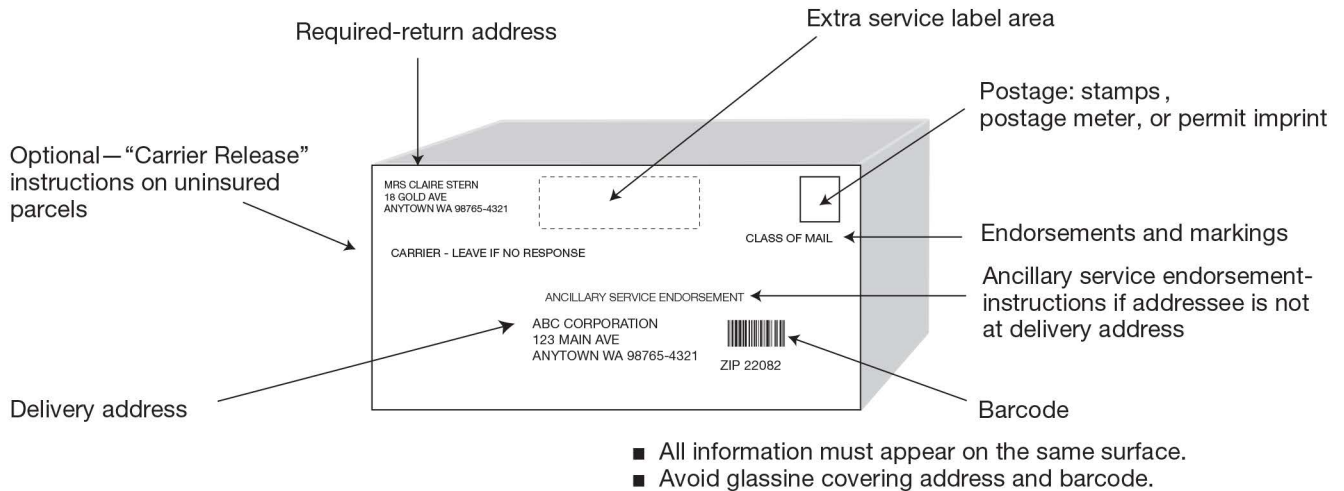 Required-return address
Extra service label area
Postage: stamps ,
postage meter, or permit imprint
Optional—“Carrier Release”
instructions on uninsured
parcels
MRS CLAIRE STERN
18 GOLD AVE
ANYTOWN WA 98765-4321
CLASS OF MAIL
Endorsements and markings
CARRIER - LEAVE IF NO RESPONSE
ANCILLARY SERVICE ENDORSEMENT
Ancillary service endorsement-
instructions if addressee is not
at delivery address
ABC CORPORATION
123 MAIN AVE
ANYTOWN WA 98765-4321
ZIP 22082
Delivery address
Barcode
■ All information must appear on the same surface.
■ Avoid glassine covering address and barcode.